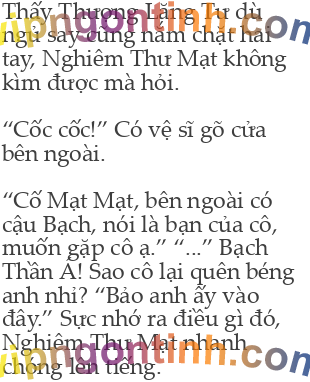 Thấy Thượng Lang Tư dù
ngủ say cũng nắm chặt hai
tay, Nghiêm Thư Mạt không
kìm được mà hỏi.
“Cốc cốc!” Có vệ sĩ gõ cửa
bên ngoài.
“Cố Mạt Mạt, bên ngoài có
cậu Bạch, nói là bạn của cô,
muốn gặp cô ạ.” “...” Bạch
Thần Á! Sao cô lại quên béng
anh nhỉ? “Bảo anh ấy vào
đây.” Sực nhớ ra điều gì đó,
Nghiêm Thư Mạt nhanh
chóng lên tiếng.
vipngontinh.com
vipngontinh.com